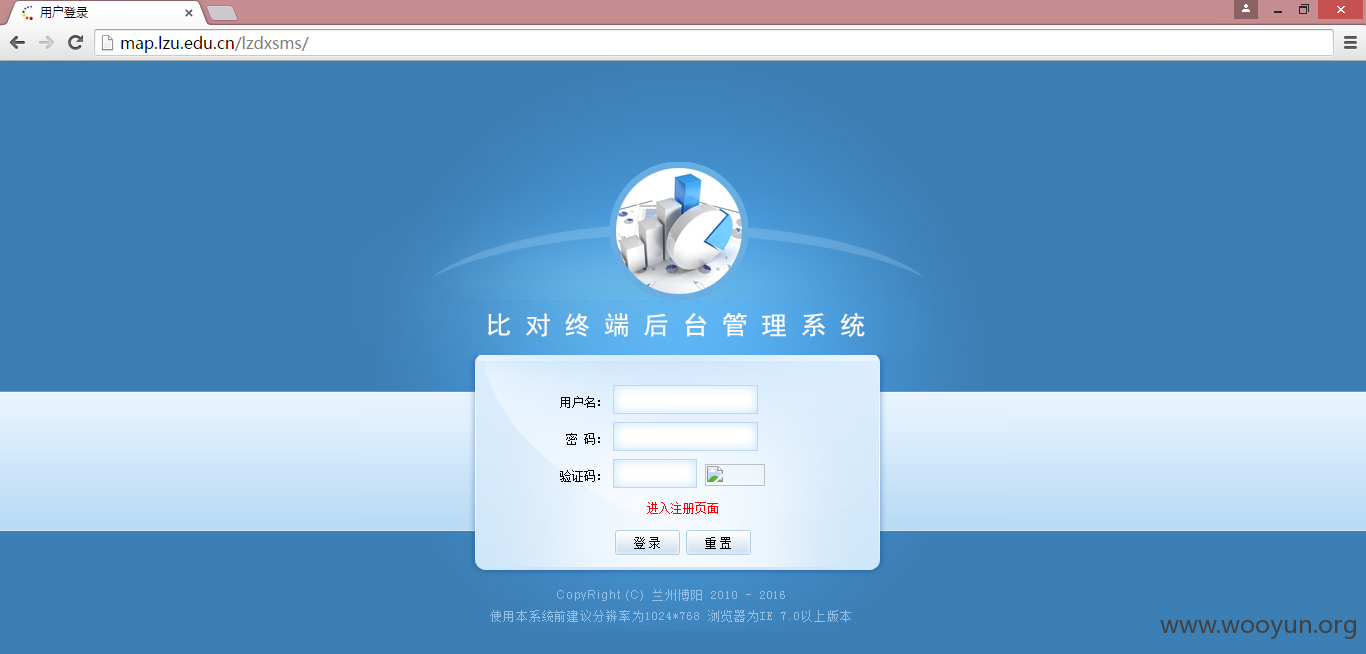 用户登录
map.lzu.edu.cn/lzdxsms/
比对终端后台管理系统
用户名：
密 码：
验证码：
进入注册页面
登 录 重 置
CopyRight (C) 兰州博阳 2010 - 2016
使用本系统前建议分辨率为1024*768 浏览器为IE 7.0以上版本
www.wooyun.org